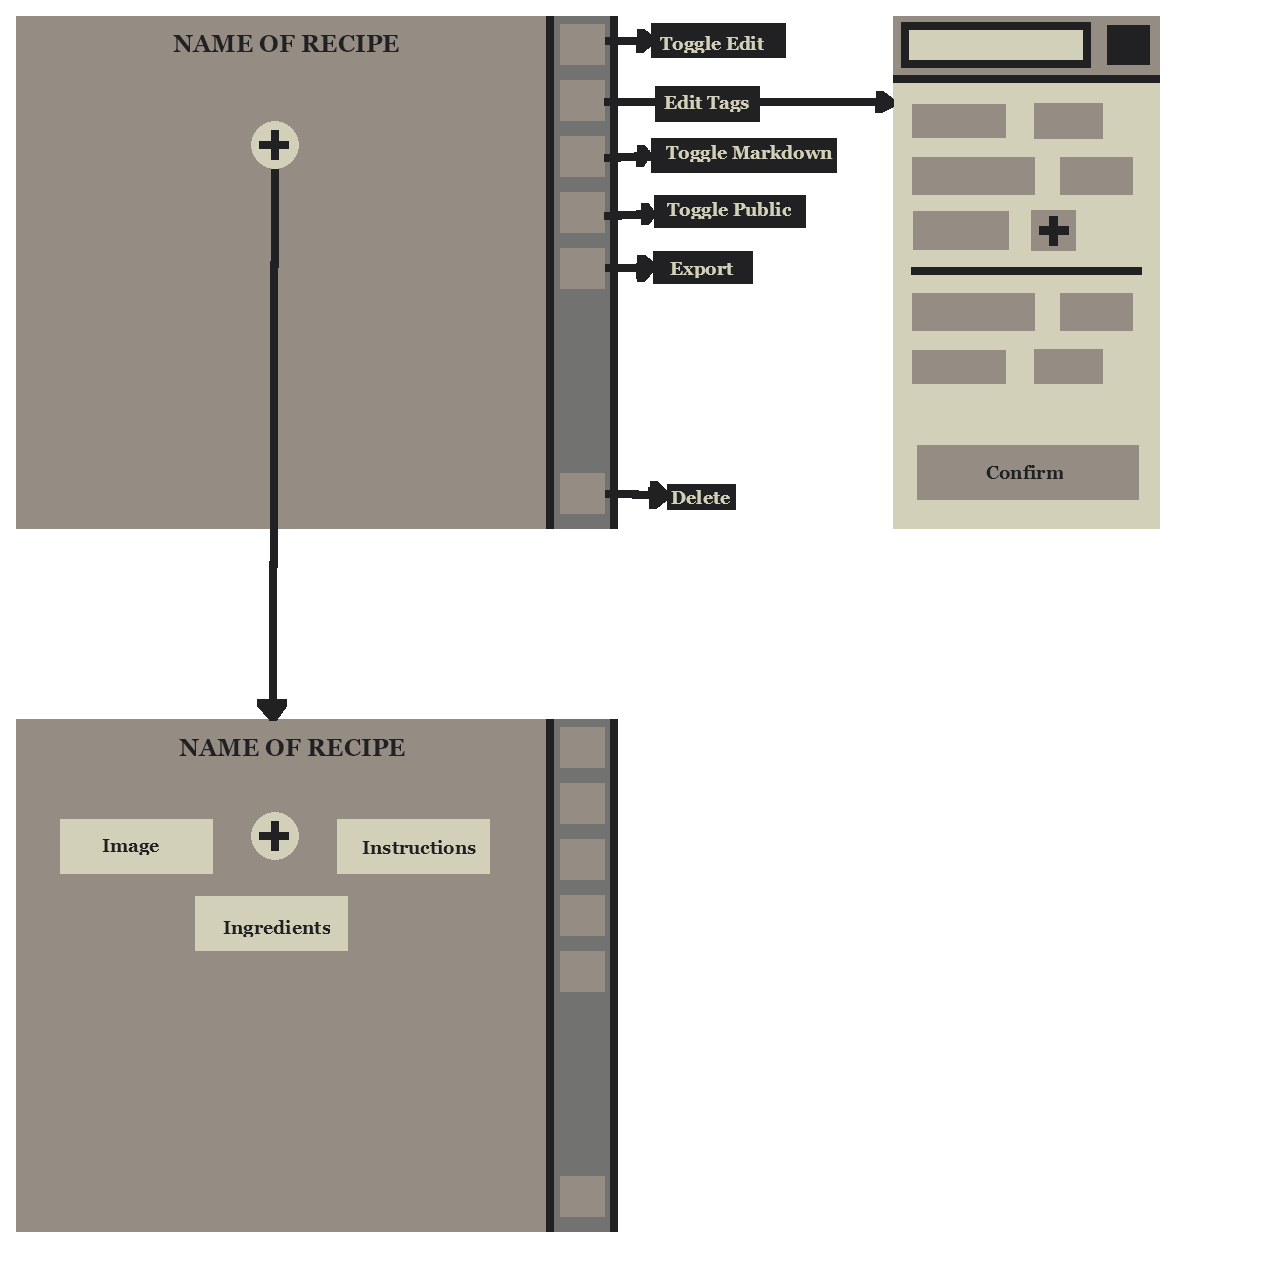 NAME OF RECIPE
Toggle Edit
Edit Tags
Toggle Markdown
Toggle Public
Export
Delete
Confirm
NAME OF RECIPE
Image
Instructions
Ingredients